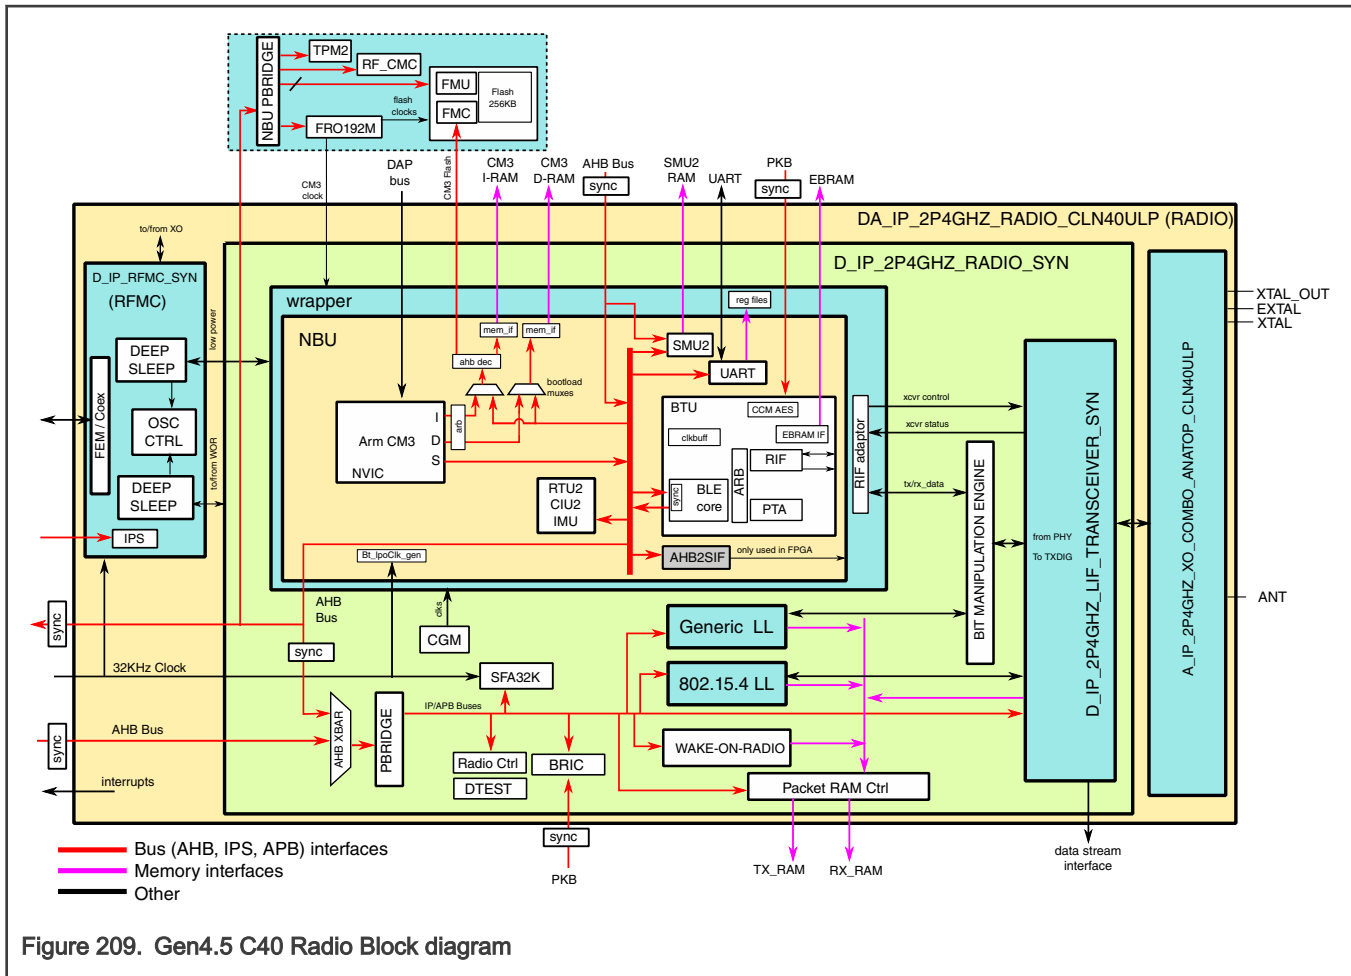 NBU PBRIDGE
TPM2
RF_CMC
FMU
FMC
Flash
256KB
FRO192M
flash
clocks
CM3
clock
DAP
bus
CM3 Flash
CM3
I-RAM
CM3
D-RAM
AHB Bus
sync
SMU2
RAM
UART
PKB
sync
EBRAM
DA_IP_2P4GHZ_RADIO_CLN40ULP (RADIO)
to/from XO
D_IP_RFMC_SYN
(RFMC)
low power
DEEP
SLEEP
OSC
CTRL
DEEP
SLEEP
FEM / Coex
to/from WOR
IPS
D_IP_2P4GHZ_RADIO_SYN
wrapper
NBU
mem_if
mem_if
ahb dec
bootload
muxes
reg files
SMU2
UART
Arm CM3
NVIC
I
D
S
arb
BTU
CCM AES
clkbuff
EBRAM IF
RIF
ARB
PTA
sync
BLE
core
RTU2
CIU2
IMU
AHB2SIF
only used in FPGA
Bt_lpoClk_gen
RIF adaptor
xcvr control
xcvr status
tx/rx_data
BIT MANIPULATION ENGINE
from PHY
To TXDIG
D_IP_2P4GHZ_LIF_TRANSCEIVER_SYN
A_IP_2P4GHZ_XO_COMBO_ANATOP_CLN40ULP
XTAL_OUT
EXTAL
XTAL
ANT
sync
AHB
Bus
sync
clks
CGM
32KHz Clock
SFA32K
Generic LL
802.15.4 LL
IP/APB Buses
AHB Bus
sync
AHB XBAR
PBRIDGE
Radio Ctrl
DTEST
BRIC
WAKE-ON-RADIO
Packet RAM Ctrl
interrupts
sync
PKB
TX_RAM
RX_RAM
data stream
interface
Bus (AHB, IPS, APB) interfaces
Memory interfaces
Other
Figure 209. Gen4.5 C40 Radio Block diagram